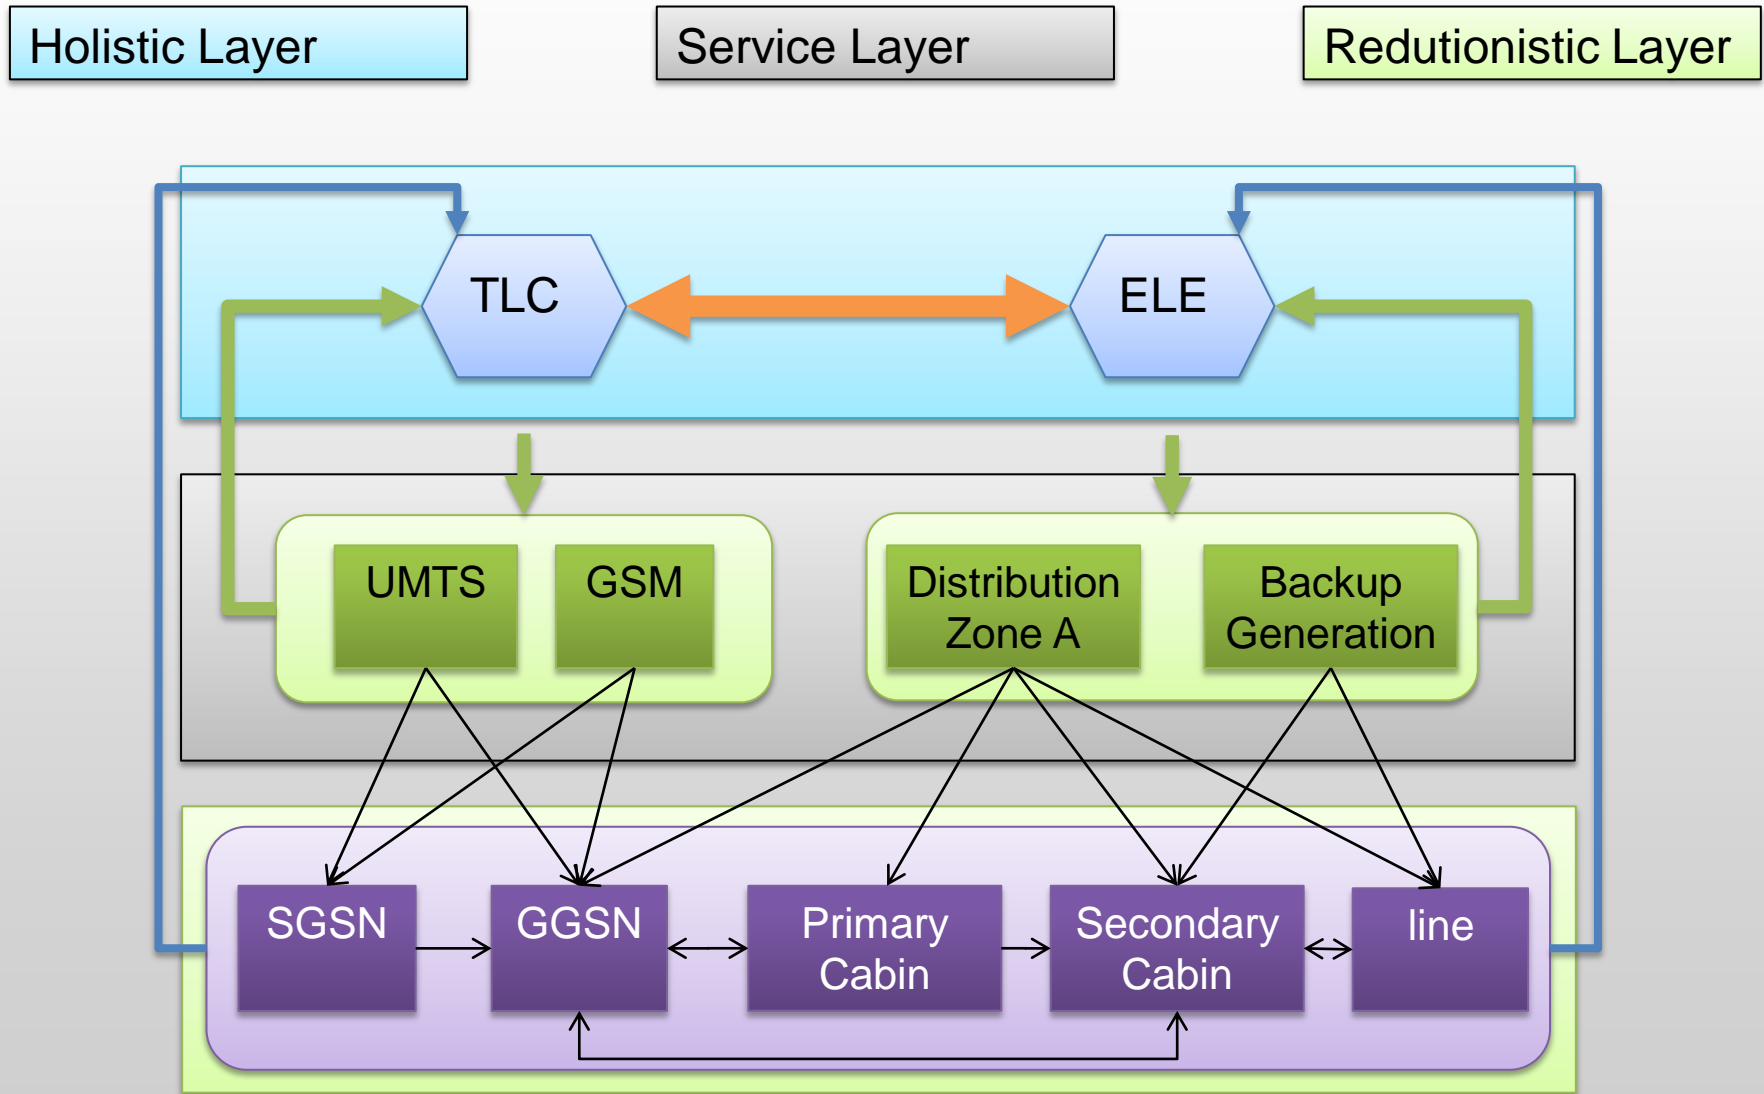 Holistic Layer
Service Layer
Redutionistic Layer
TLC
ELE
UMTS
GSM
Distribution
Zone A
Backup
Generation
SGSN
GGSN
Primary
Cabin
Secondary
Cabin
line